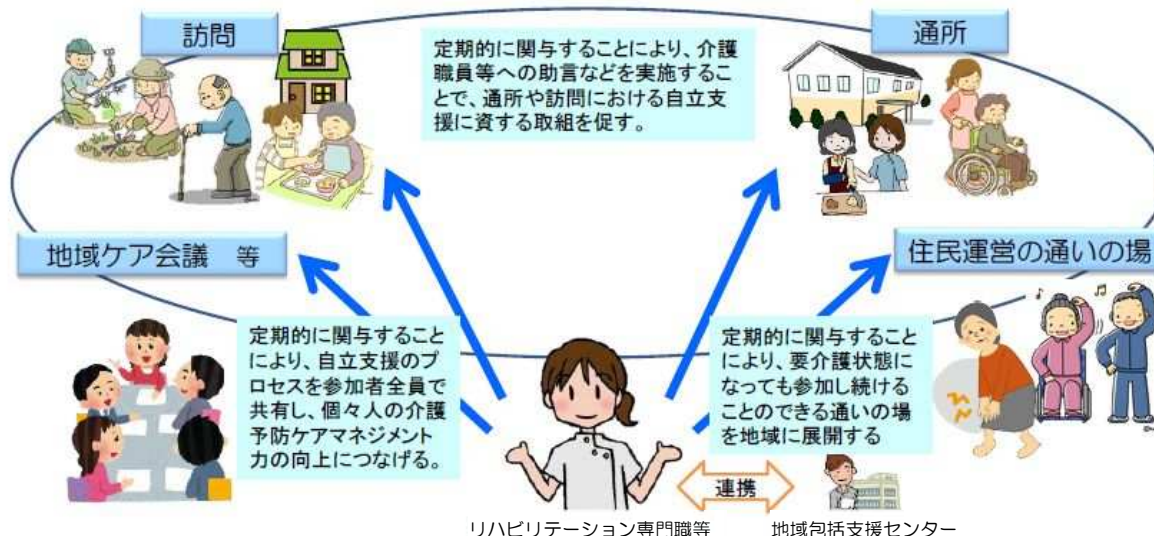 訪問
通所
定期的に関与することにより、介護
職員等への助言などを実施するこ
とで、通所や訪問における自立支
援に資する取組を促す。
地域ケア会議　等
住民運営の通いの場
定期的に関与すること
により、自立支援のプ
ロセスを参加者全員で
共有し、個々人の介護
予防ケアマネジメント
力の向上につなげる。
定期的に関与すること
により、要介護状態に
なっても参加し続ける
ことのできる通いの場
を地域に展開する
連携
リハビリテーション専門職等
地域包括支援センター